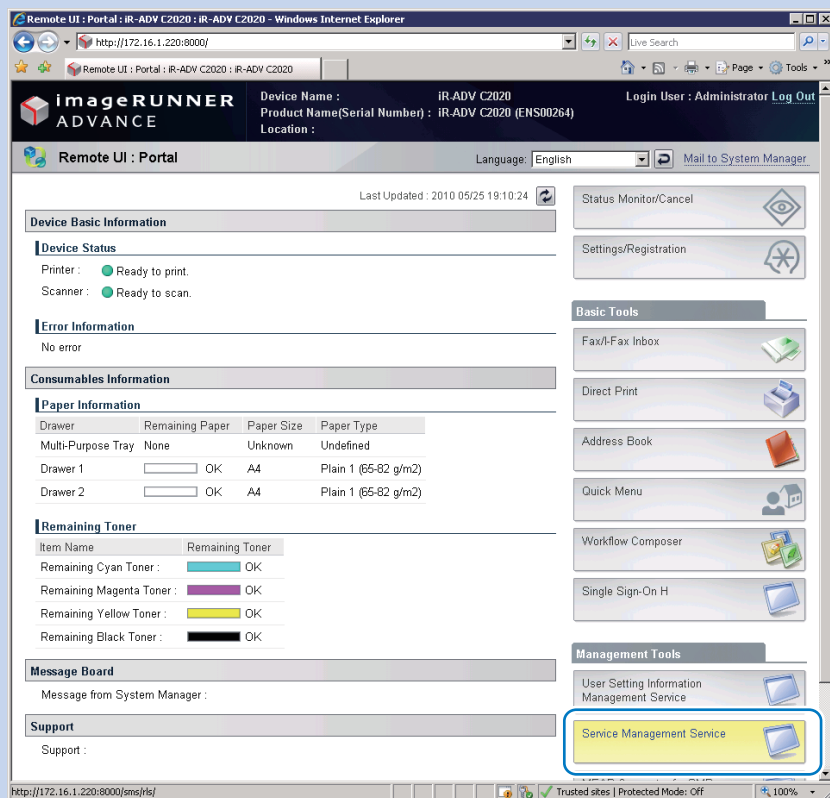 Remote UI : Portal : iR-ADV C2020 : iR-ADV C2020 - Windows Internet Explorer
http://172.16.1.220:8000/
Live Search
Remote UI : Portal : iR-ADV C2020 : iR-ADV C2020
Page
Tools
imageRUNNER
ADVANCE
Device Name : iR-ADV C2020
Product Name(Serial Number) : iR-ADV C2020 (ENS00264)
Location :
Login User : Administrator Log Out
Remote UI : Portal
Language: English
Mail to System Manager
Last Updated : 2010 05/25 19:10:24
Device Basic Information
Device Status
Printer : Ready to print.
Scanner : Ready to scan.
Error Information
No error
Consumables Information
Paper Information
Drawer Remaining Paper Paper Size Paper Type
Multi-Purpose Tray None Unknown Undefined
Drawer 1 OK A4 Plain 1 (65-82 g/m2)
Drawer 2 OK A4 Plain 1 (65-82 g/m2)
Remaining Toner
Item Name Remaining Toner
Remaining Cyan Toner : OK
Remaining Magenta Toner : OK
Remaining Yellow Toner : OK
Remaining Black Toner : OK
Message Board
Message from System Manager :
Support
Support :
Status Monitor/Cancel
Settings/Registration
Basic Tools
Fax/I-Fax Inbox
Direct Print
Address Book
Quick Menu
Workflow Composer
Single Sign-On H
Management Tools
User Setting Information
Management Service
Service Management Service
http://172.16.1.220:8000/sms/rls/
Trusted sites | Protected Mode: Off
100%